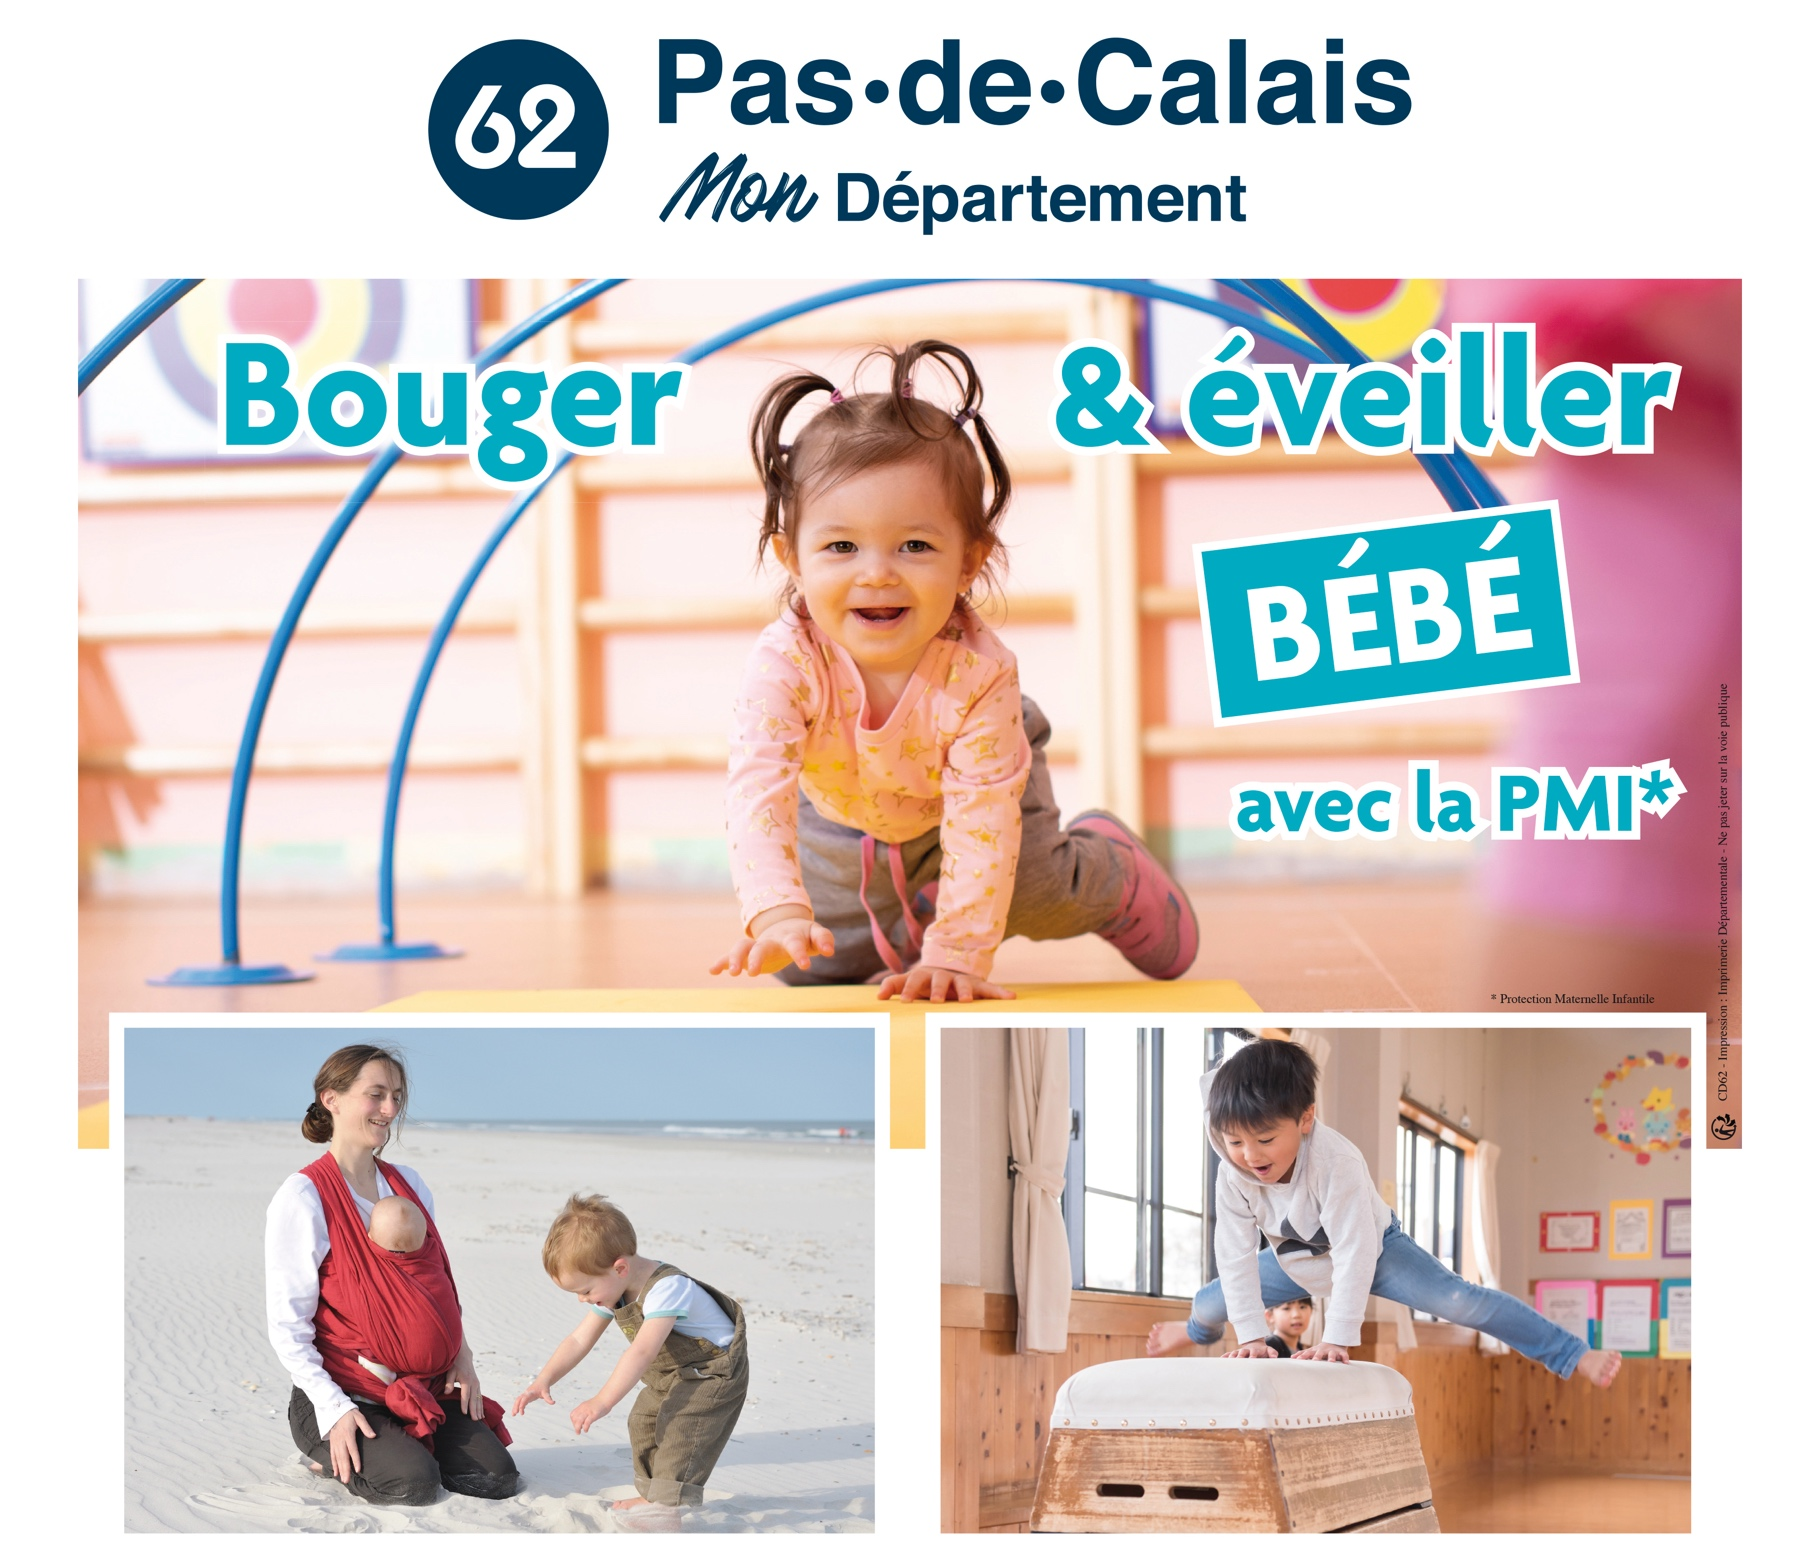 62
Pas•de•Calais
Mon Département
Bouger & éveiller
BÉBÉ
avec la PMI*
* Protection Maternelle Infantile
CD62 - Impression : Imprimerie Départementale - Ne pas jeter sur la voie publique